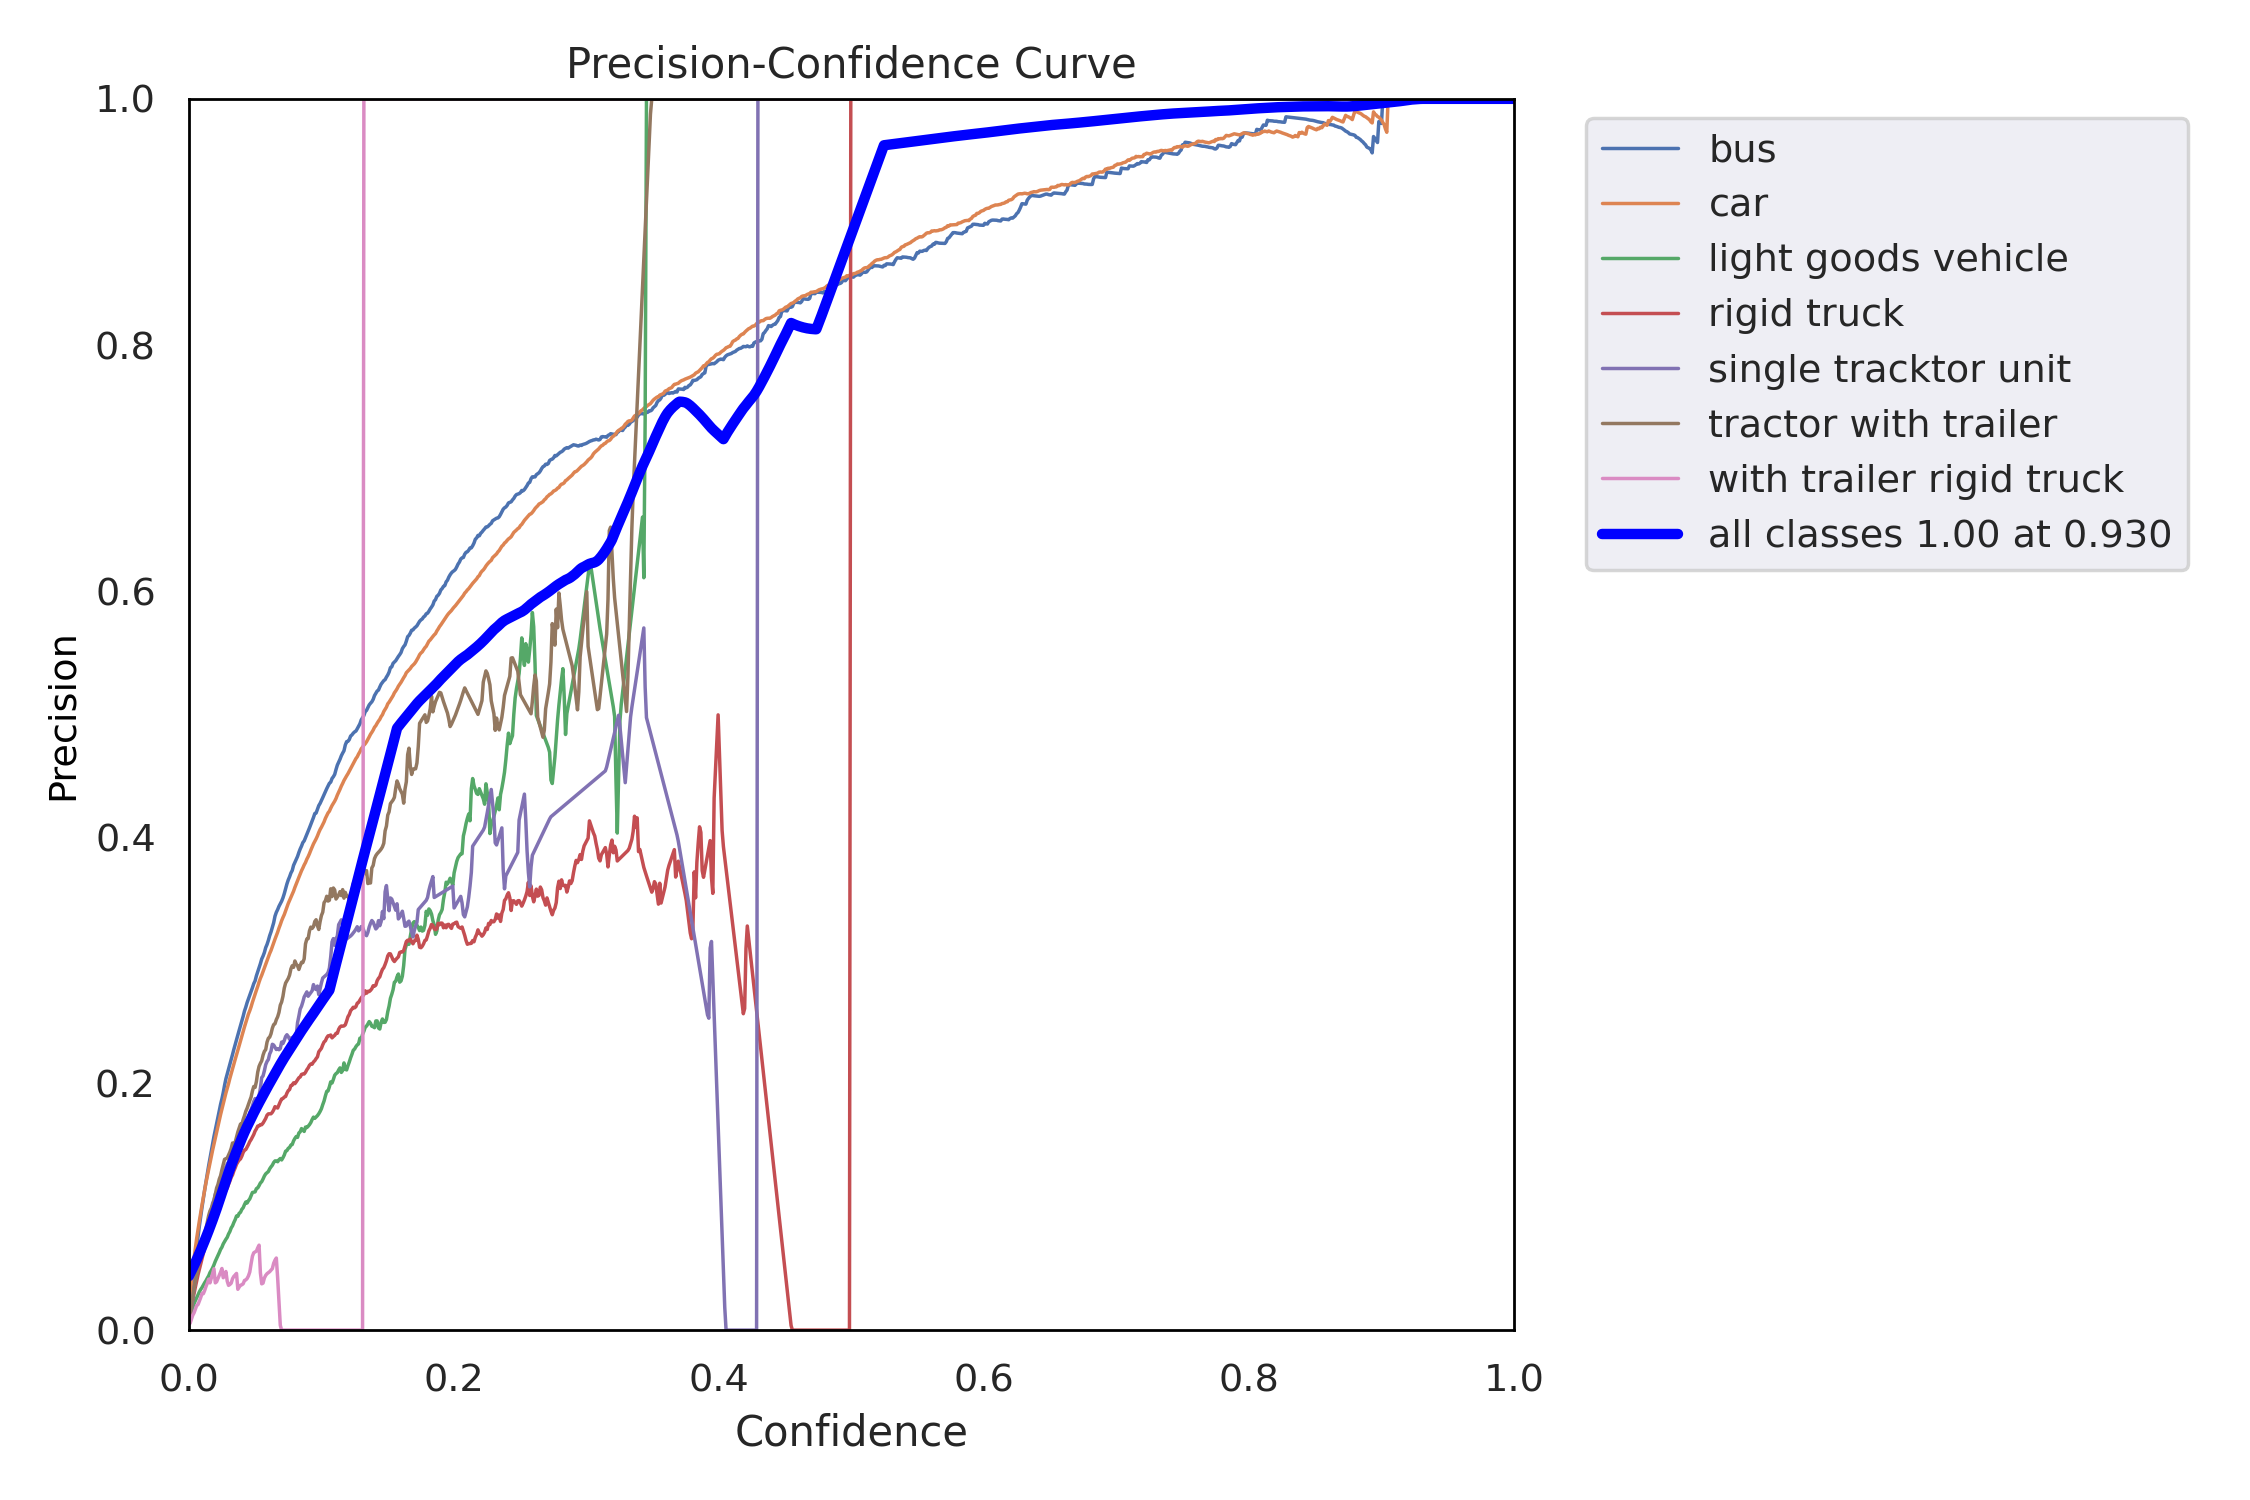 Precision-Confidence Curve
1.0
0.8
0.6
0.4
0.2
0.0
Precision
0.0 0.2 0.4 0.6 0.8 1.0
Confidence
bus
car
light goods vehicle
rigid truck
single tracktor unit
tractor with trailer
with trailer rigid truck
all classes 1.00 at 0.930